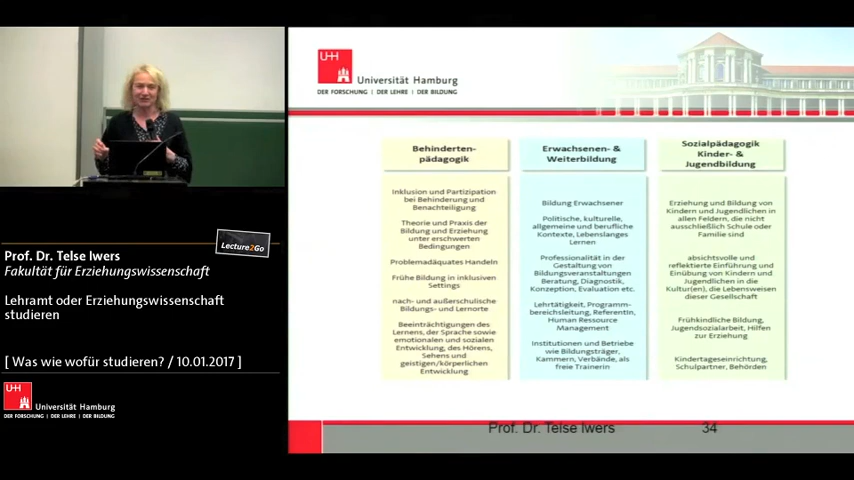 Lecture2Go
Prof. Dr. Telse Iwers
Fakultät für Erziehungswissenschaft
Lehramt oder Erziehungswissenschaft
studieren
[ Was wie wofür studieren? / 10.01.2017 ]
UH
Universität Hamburg
DER FORSCHUNG | DER LEHRE | DER BILDUNG
UH
Universität Hamburg
DER FORSCHUNG | DER LEHRE | DER BILDUNG
Behinderten-
pädagogik
Inklusion und Partizipation
bei Behinderung und
Benachteiligung
Theorie und Praxis der
Bildung und Erziehung
unter erschwerten
Bedingungen
Problemadäquates Handeln
Frühe Bildung in inklusiven
Settings
nach- und außerschulische
Bildungs- und Lernorte
Beeinträchtigungen des
Lernens, der Sprache sowie
emotionalen und sozialen
Entwicklung, des Hörens,
Sehens und
geistigen/körperlichen
Entwicklung
Erwachsenen- &
Weiterbildung
Bildung Erwachsener
Politische, kulturelle,
allgemeine und berufliche
Kontexte, Lebenslanges
Lernen
Professionalität in der
Gestaltung von
Bildungsveranstaltungen
Beratung, Diagnostik,
Konzeption, Evaluation etc.
Lehrtätigkeit, Programm-
bereichsleitung, ReferentIn,
Human Ressource
Management
Institutionen und Betriebe
wie Bildungsträger,
Kammern, Verbände, als
freie Trainerin
Sozialpädagogik
Kinder- &
Jugendbildung
Erziehung und Bildung von
Kindern und Jugendlichen in
allen Feldern, die nicht
ausschließlich Schule oder
Familie sind
absichtsvolle und
reflektierte Einführung und
Einübung von Kindern und
Jugendlichen in die
Kultur(en), die Lebensweisen
dieser Gesellschaft
Frühkindliche Bildung,
Jugendsozialarbeit, Hilfen
zur Erziehung
Kindertageseinrichtung,
Schulpartner, Behörden
Prof. Dr. Telse Iwers
34